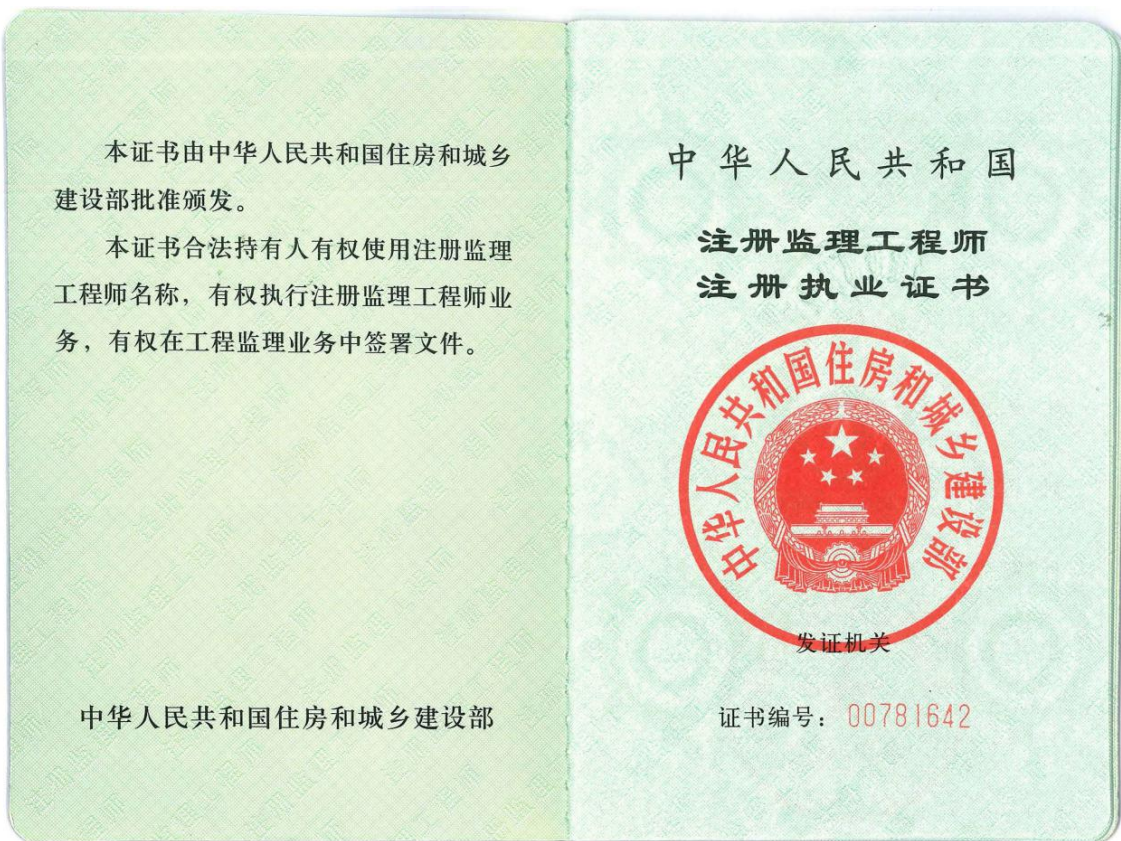 本证书由中华人民共和国住房和城乡
建设部批准颁发。
本证书合法持有人有权使用注册监理
工程师名称，有权执行注册监理工程师业
务，有权在工程监理业务中签署文件。
中华人民共和国住房和城乡建设部
中华人民共和国
注册监理工程师
注册执业证书
中华人民共和国住房和城乡建设部
发证机关
证书编号：00781642